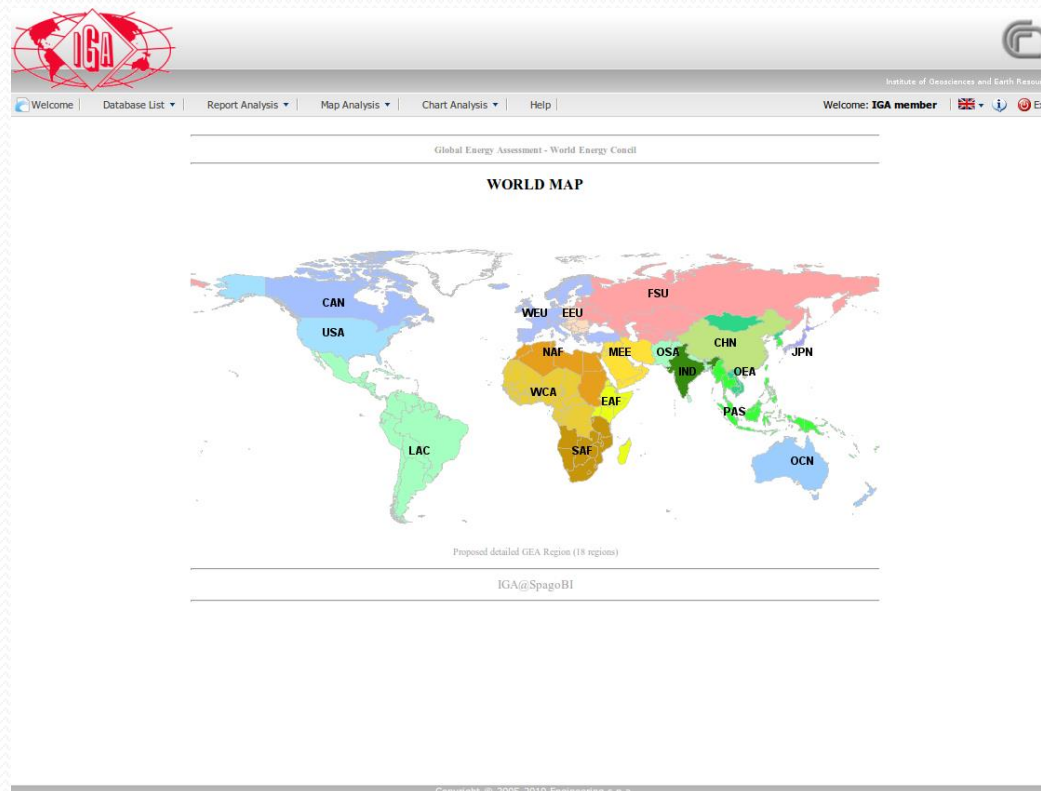 IGA
Institute of Geosciences and Earth
Welcome Database List Report Analysis Map Analysis Chart Analysis Help Welcome: IGA member
Global Energy Assessment - World Energy Concil
WORLD MAP
CAN
FSU
WEU EEU
USA
CHN
NAF MEE OSA JPN
IND OEA
WCA
EAF
PAS
LAC SAF
OCN
Proposed detailed GEA Region (18 regions)
IGA@SpagoBI